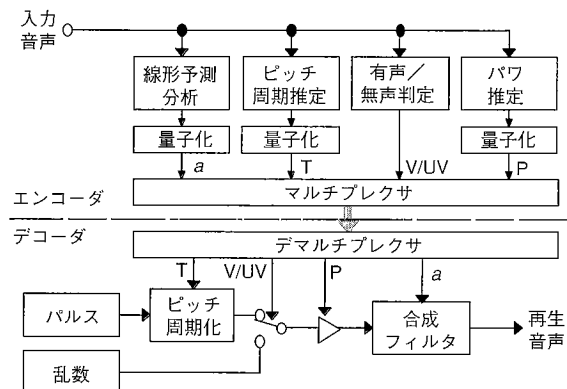 入力
音声
線形予測
分析
ピッチ
周期推定
有声／
無声判定
パワ
推定
量子化
量子化
量子化
a
T
V/UV
P
マルチプレクサ
エンコーダ
デコーダ
デマルチプレクサ
T
V/UV
P
a
パルス
ピッチ
周期化
合成
フィルタ
再生
音声
乱数